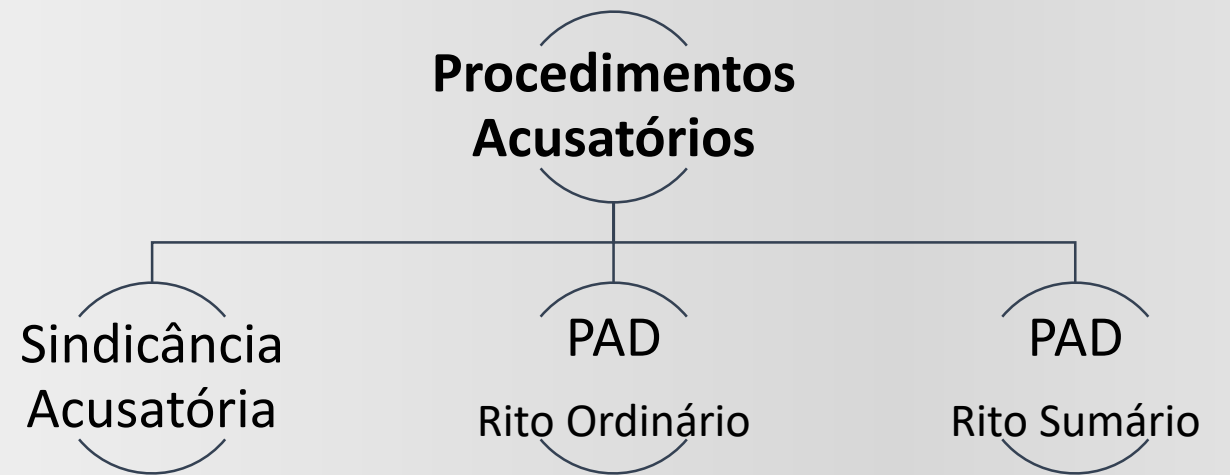 Procedimentos
Acusatórios
Sindicância
Acusatória
PAD
Rito Ordinário
PAD
Rito Sumário